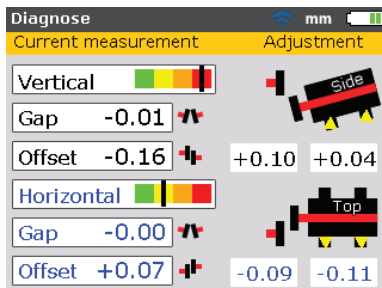 Diagnose mm
Current measurement Adjustment
Vertical
Side
Gap -0.01
Offset -0.16 +0.10 +0.04
Horizontal
Top
Gap -0.00
Offset +0.07 -0.09 -0.11